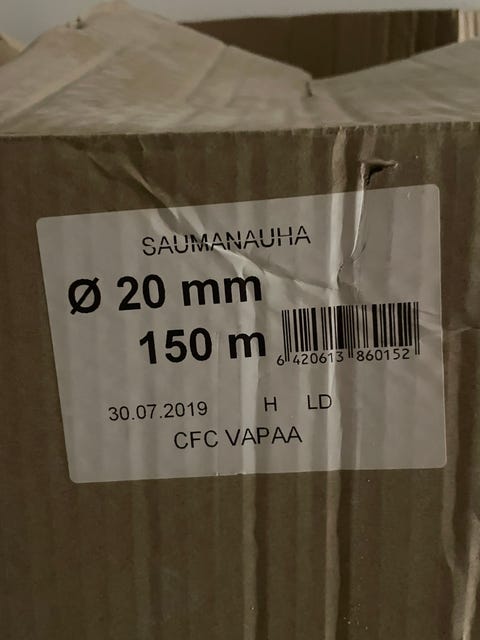 SAUMANAUHA
Ø 20 mm
150 m
6 420613 860152
30.07.2019 H LD
CFC VAPAA